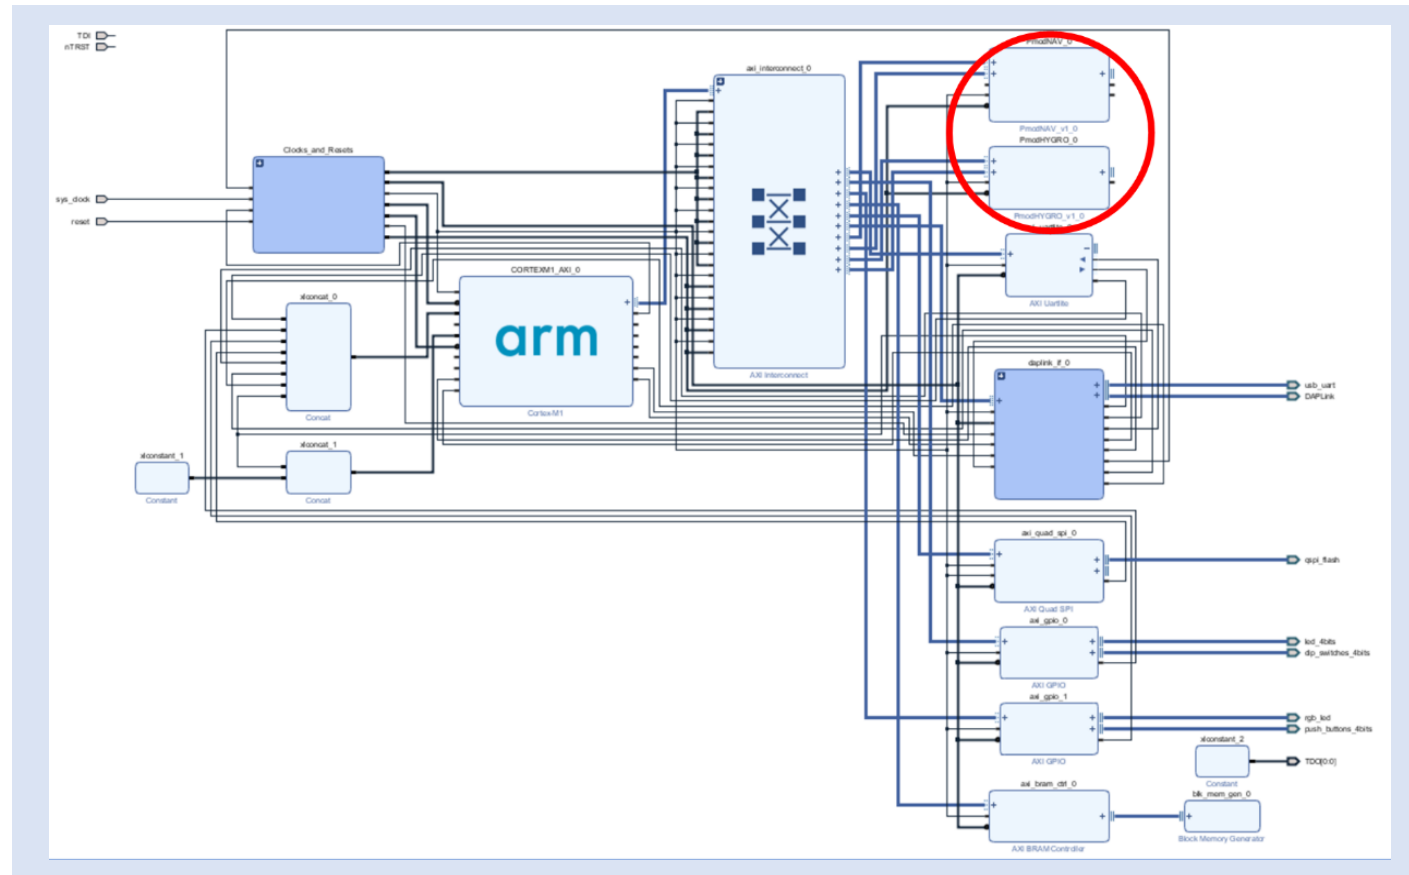 TDI
nTRST
PmodNAV_0
axi_interconnect_0
PmodNAV_v1_0
PmodHYGRO_0
Clocks_and_Resets
sys_clock
reset
PmodHYGRO_v1_0
CORTEXM1_AXI_0
AXI Uartlite
xlconcat_0
arm
daplink_if_0
AXI Interconnect
usb_uart
DAPLink
Cortex-M1
Concat
xlconcat_1
xlconstant_1
Constant
Concat
axi_quad_spi_0
qspi_flash
AXI Quad SPI
axi_gpio_0
led_4bits
dip_switches_4bits
AXI GPIO
axi_gpio_1
rgb_led
push_buttons_4bits
xlconstant_2
AXI GPIO
TDO[0:0]
Constant
axi_bram_ctrl_0
blk_mem_gen_0
Block Memory Generator
AXI BRAM Controller